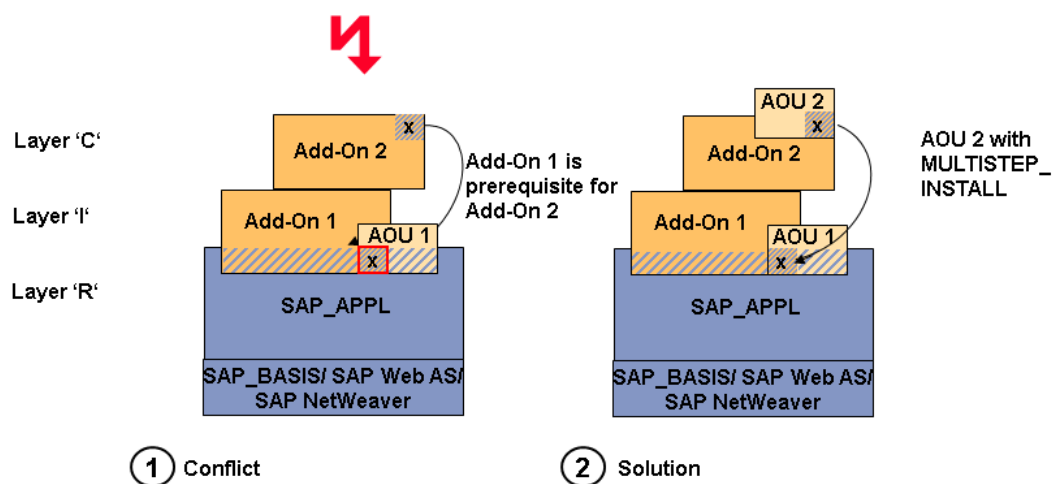 Layer ‘C‘
Layer ‘I‘
Layer ‘R‘
x
Add-On 2
Add-On 1 is
prerequisite for
Add-On 2
Add-On 1
AOU 1
x
SAP_APPL
SAP_BASIS/ SAP Web AS/
SAP NetWeaver
1 Conflict
AOU 2
x
Add-On 2
AOU 2 with
MULTISTEP_
INSTALL
Add-On 1
AOU 1
x
SAP_APPL
SAP_BASIS/ SAP Web AS/
SAP NetWeaver
2 Solution